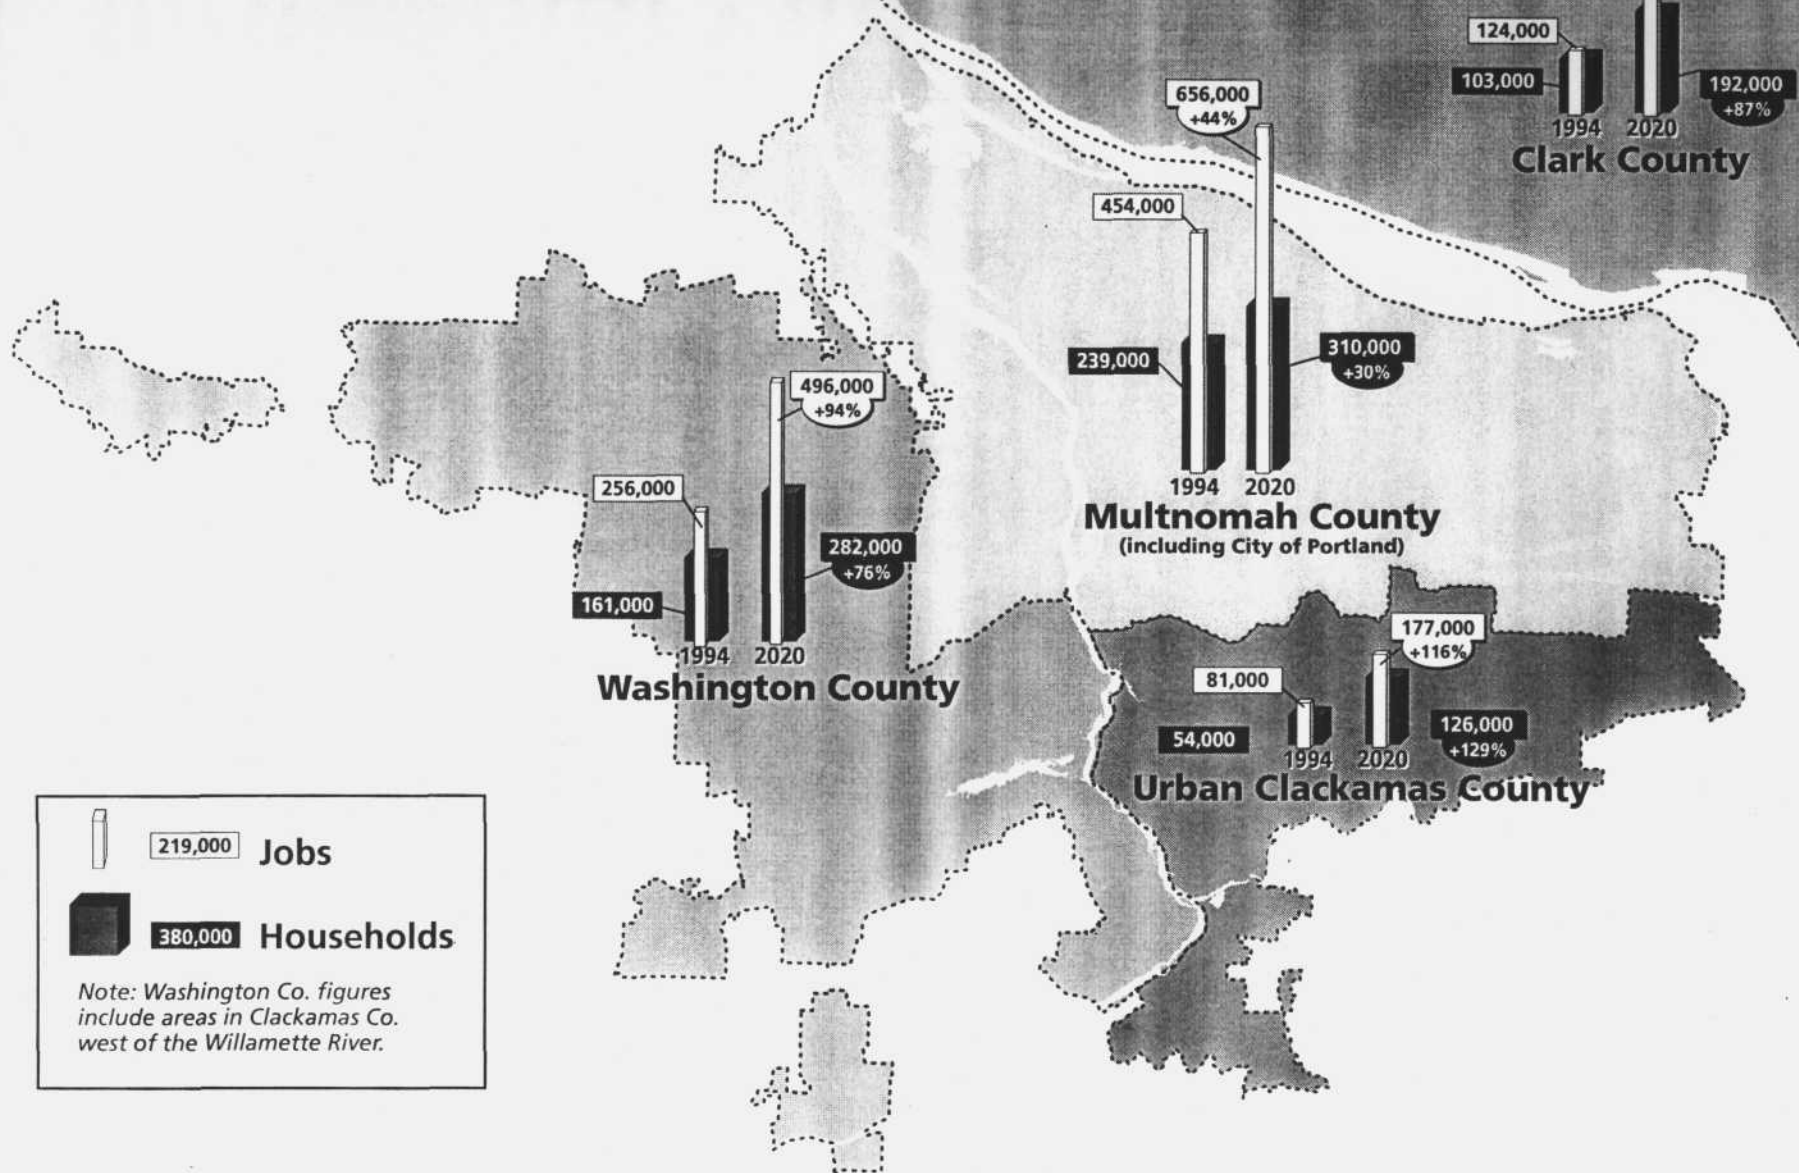 124,000
103,000
192,000
+87%
1994 2020
Clark County
656,000
+44%
454,000
239,000
310,000
+30%
1994 2020
Multnomah County
(including City of Portland)
496,000
+94%
256,000
282,000
+76%
161,000
1994 2020
Washington County
177,000
+116%
81,000
54,000
126,000
+129%
1994 2020
Urban Clackamas County
219,000 Jobs
380,000 Households
Note: Washington Co. figures
include areas in Clackamas Co.
west of the Willamette River.